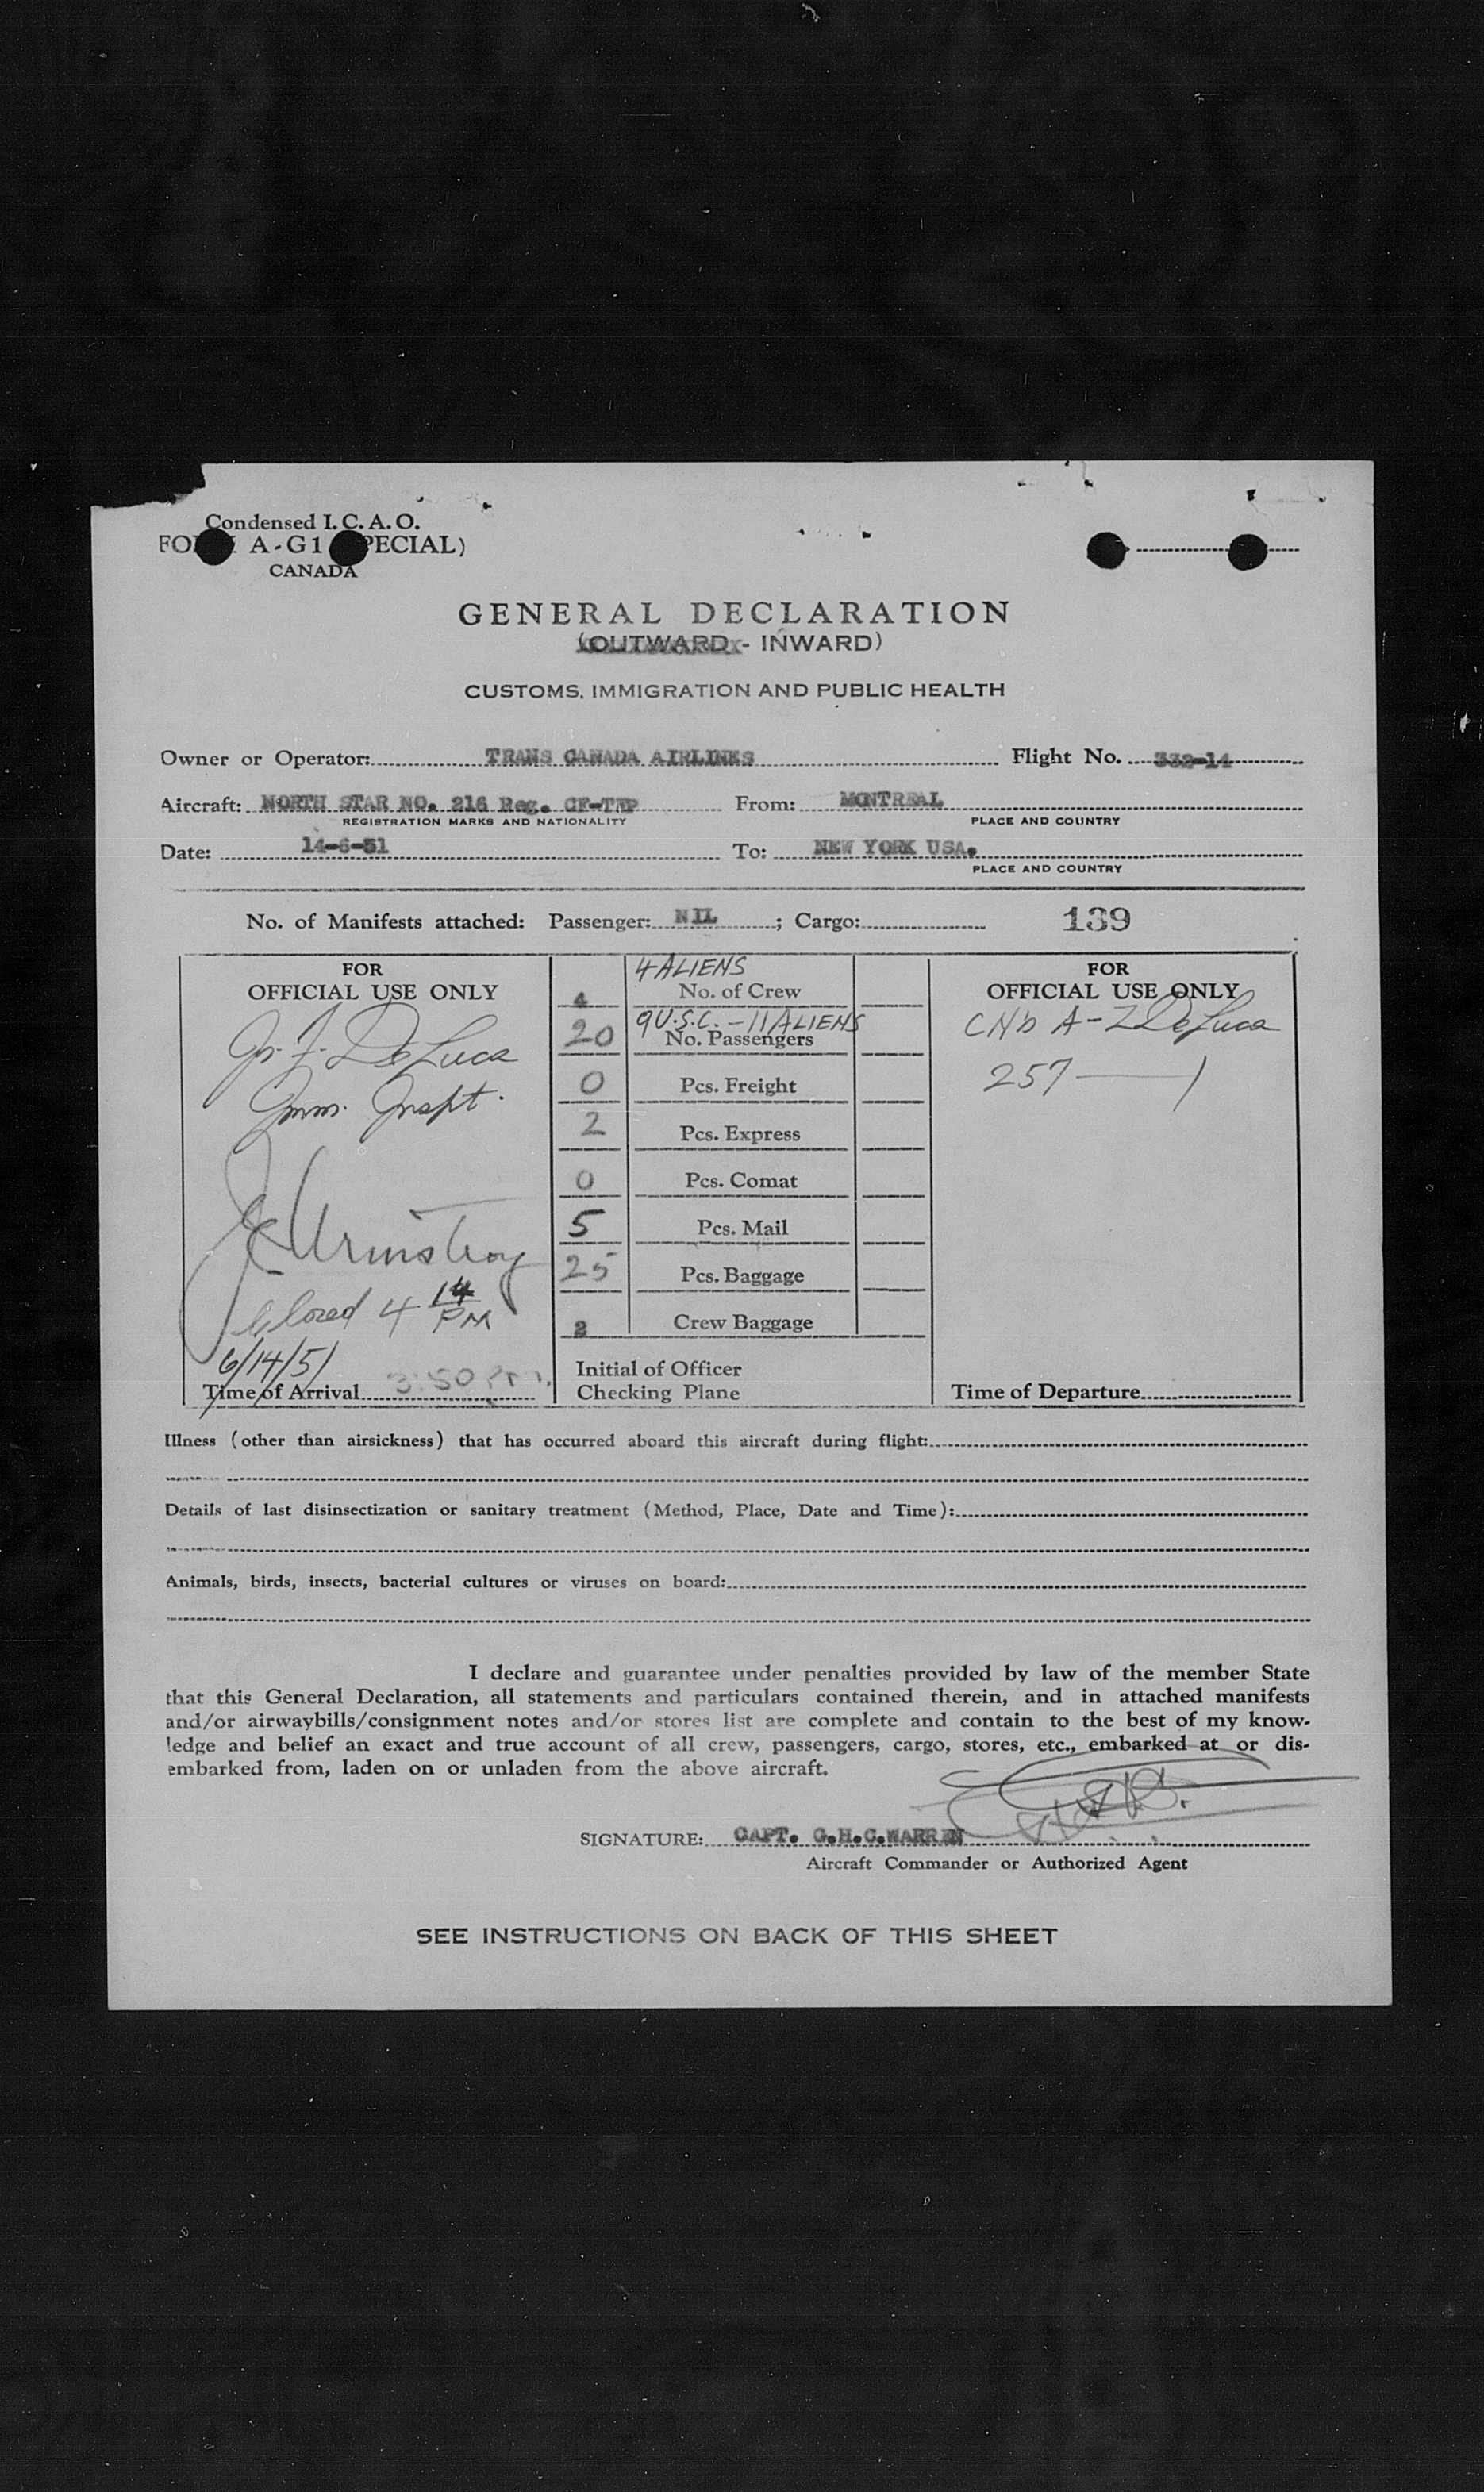 Condensed I. C. A. O.
A-G1 PECIAL)
CANADA
GENERAL DECLARATION
(OUTWARD - INWARD)
CUSTOMS, IMMIGRATION AND PUBLIC HEALTH
Owner or Operator: TRANS CANADA AIRLINES Flight No. 332-14
Aircraft: NORTH STAR NO. 216 Reg. From: MONTREAL
REGISTRATION MARKS AND NATIONALITY PLACE AND COUNTRY
Date: 14-6-51 To: NEW YORK USA.
PLACE AND COUNTRY
No. of Manifests attached: Passenger: NIL ; Cargo: 139
FOR
OFFICIAL USE ONLY
DeLuca
Imm. Inspt.
Armstrong
Closed 4 14 PM
6/14/51
Time of Arrival 3:50 P.M.
4 ALIENS
4 No. of Crew
9 U.S.C. - 11 ALIENS
20 No. Passengers
0 Pcs. Freight
2 Pcs. Express
0 Pcs. Comat
5 Pcs. Mail
25 Pcs. Baggage
Crew Baggage
Initial of Officer
Checking Plane
FOR
OFFICIAL USE ONLY
A-Z DeLuca
257 — 1
Time of Departure
Illness (other than airsickness) that has occurred aboard this aircraft during flight:
Details of last disinsectization or sanitary treatment (Method, Place, Date and Time):
Animals, birds, insects, bacterial cultures or viruses on board:
I declare and guarantee under penalties provided by law of the member State
that this General Declaration, all statements and particulars contained therein, and in attached manifests
and/or airwaybills/consignment notes and/or stores list are complete and contain to the best of my know-
ledge and belief an exact and true account of all crew, passengers, cargo, stores, etc., embarked at or dis-
embarked from, laden on or unladen from the above aircraft.
SIGNATURE: CAPT. G.H.C.WARREN
Aircraft Commander or Authorized Agent
SEE INSTRUCTIONS ON BACK OF THIS SHEET